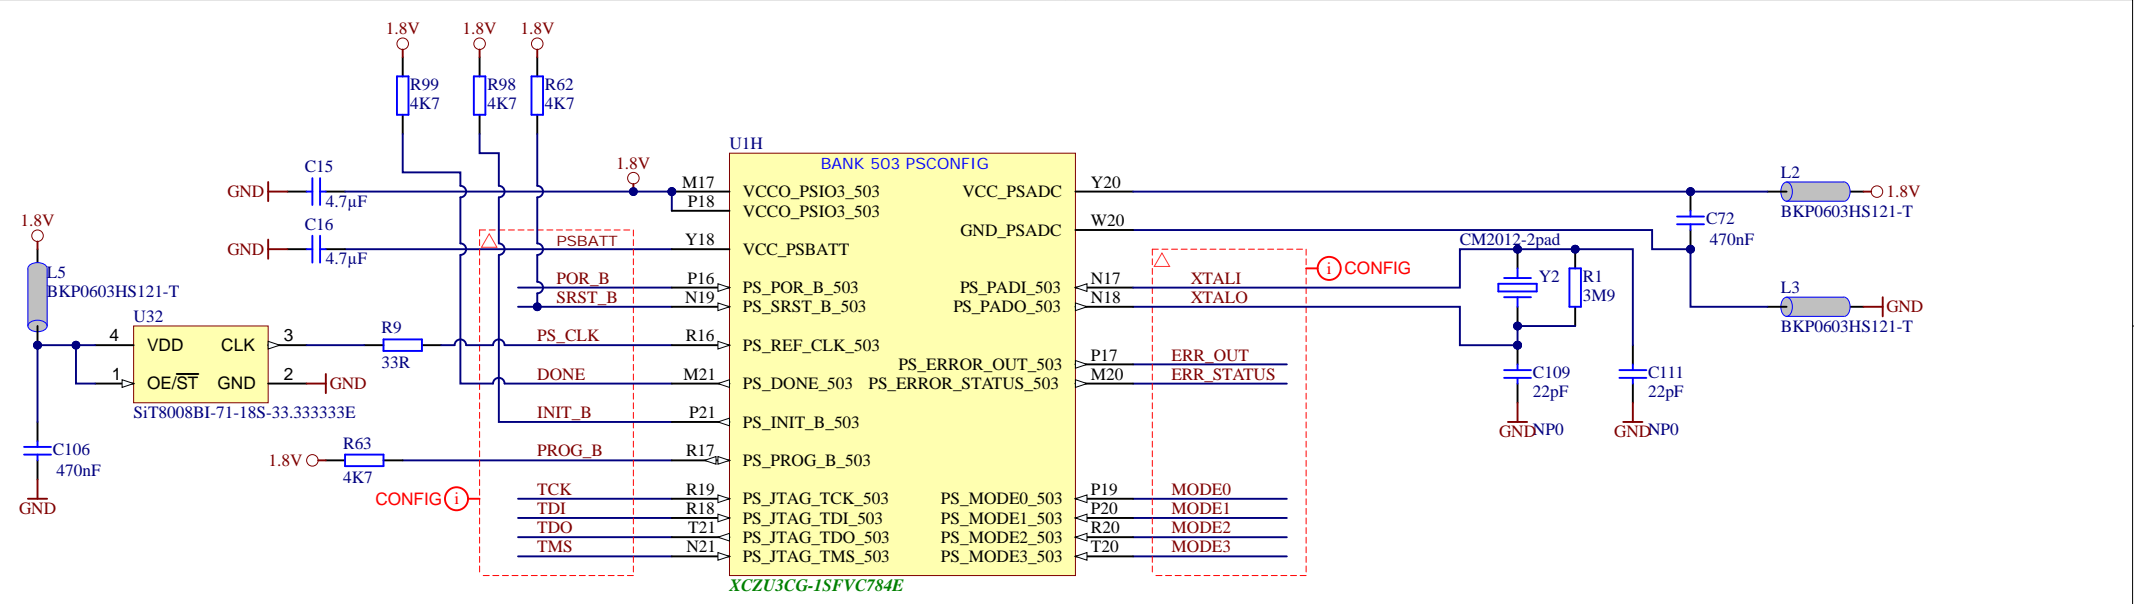 1.8V 1.8V 1.8V
R99 R98 R62
4K7 4K7 4K7
U1H
BANK 503 PSCONFIG
C15 1.8V
GND 4.7µF
M17 VCCO_PSIO3_503 VCC_PSADC Y20
P18 VCCO_PSIO3_503
L2
1.8V
BKP0603HS121-T
C72
470nF
1.8V
C16
GND 4.7µF
PSBATT Y18 VCC_PSBATT GND_PSADC W20
CM2012-2pad
L5
BKP0603HS121-T
POR_B P16 PS_POR_B_503 PS_PADI_503 N17 XTALI
SRST_B N19 PS_SRST_B_503 PS_PADO_503 N18 XTALO
CONFIG
Y2 R1
3M9
L3
GND
BKP0603HS121-T
U32
4 VDD CLK 3
1 OE/ST GND 2 GND
SiT8008BI-71-18S-33.333333E
R9
33R
PS_CLK R16 PS_REF_CLK_503
PS_ERROR_OUT_503 P17 ERR_OUT
DONE M21 PS_DONE_503 PS_ERROR_STATUS_503 M20 ERR_STATUS
C109 C111
22pF 22pF
GND NP0 GND NP0
INIT_B P21 PS_INIT_B_503
C106
470nF
GND
R63
1.8V
4K7
PROG_B R17 PS_PROG_B_503
CONFIG
TCK R19 PS_JTAG_TCK_503 PS_MODE0_503 P19 MODE0
TDI R18 PS_JTAG_TDI_503 PS_MODE1_503 P20 MODE1
TDO T21 PS_JTAG_TDO_503 PS_MODE2_503 R20 MODE2
TMS N21 PS_JTAG_TMS_503 PS_MODE3_503 T20 MODE3
XCZU3CG-1SFVC784E